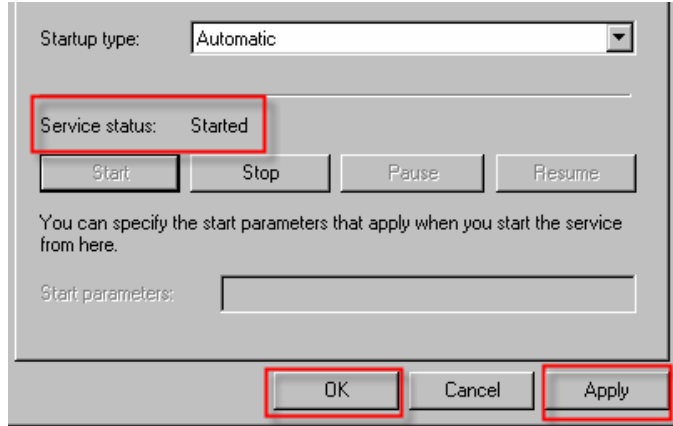 Startup type: Automatic
Service status: Started
Start Stop Pause Resume
You can specify the start parameters that apply when you start the service
from here.
Start parameters:
OK Cancel Apply